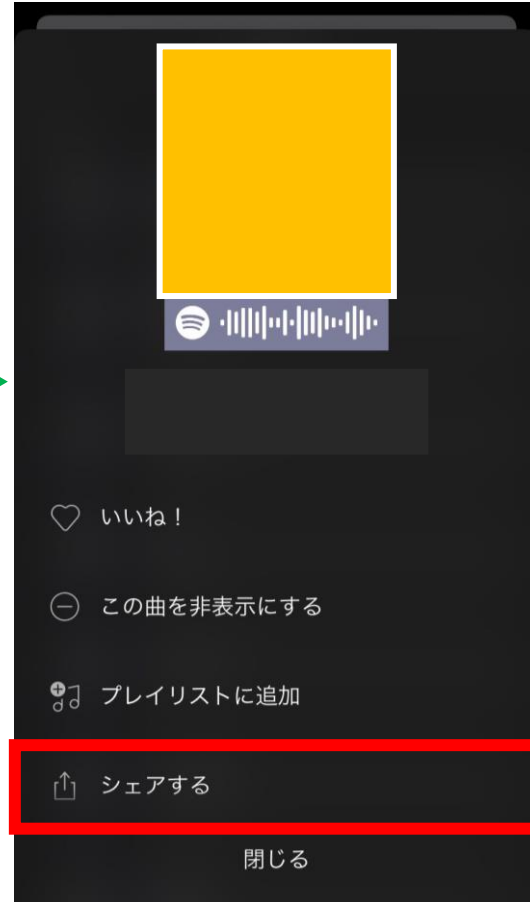 いいね！
この曲を非表示にする
プレイリストに追加
シェアする
閉じる